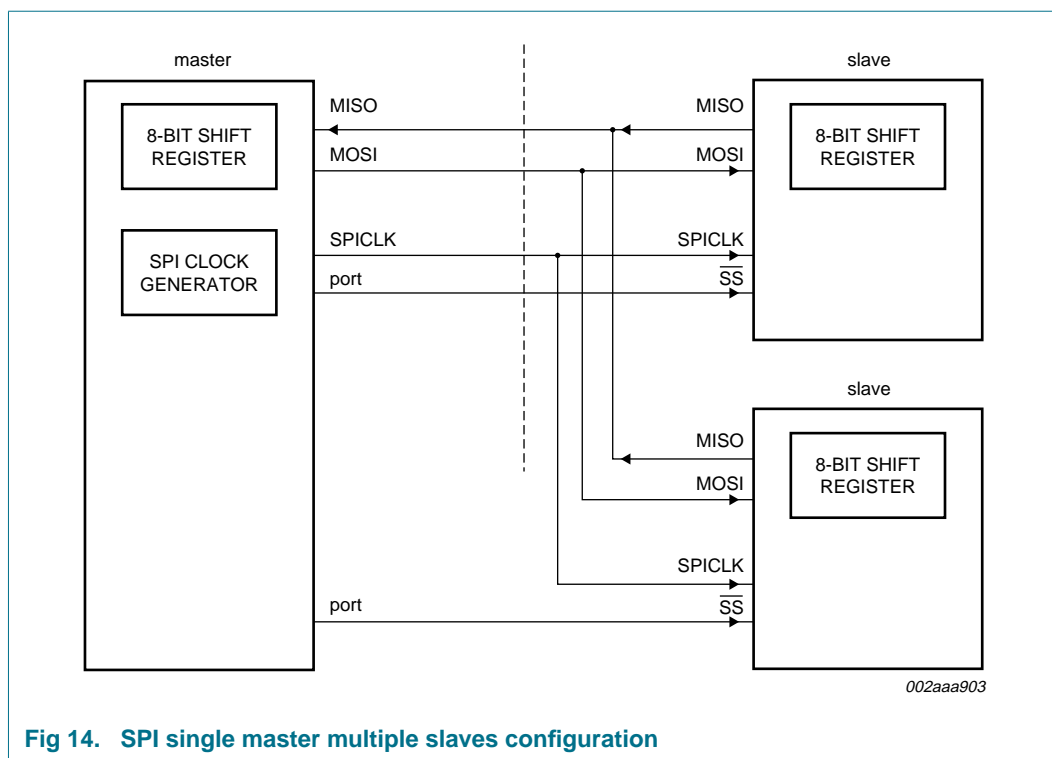 master
slave
8-BIT SHIFT
REGISTER
MISO
MISO
8-BIT SHIFT
REGISTER
MOSI
MOSI
SPI CLOCK
GENERATOR
SPICLK
SPICLK
port
S̅S̅
slave
MISO
8-BIT SHIFT
REGISTER
MOSI
SPICLK
port
S̅S̅
002aaa903
Fig 14. SPI single master multiple slaves configuration